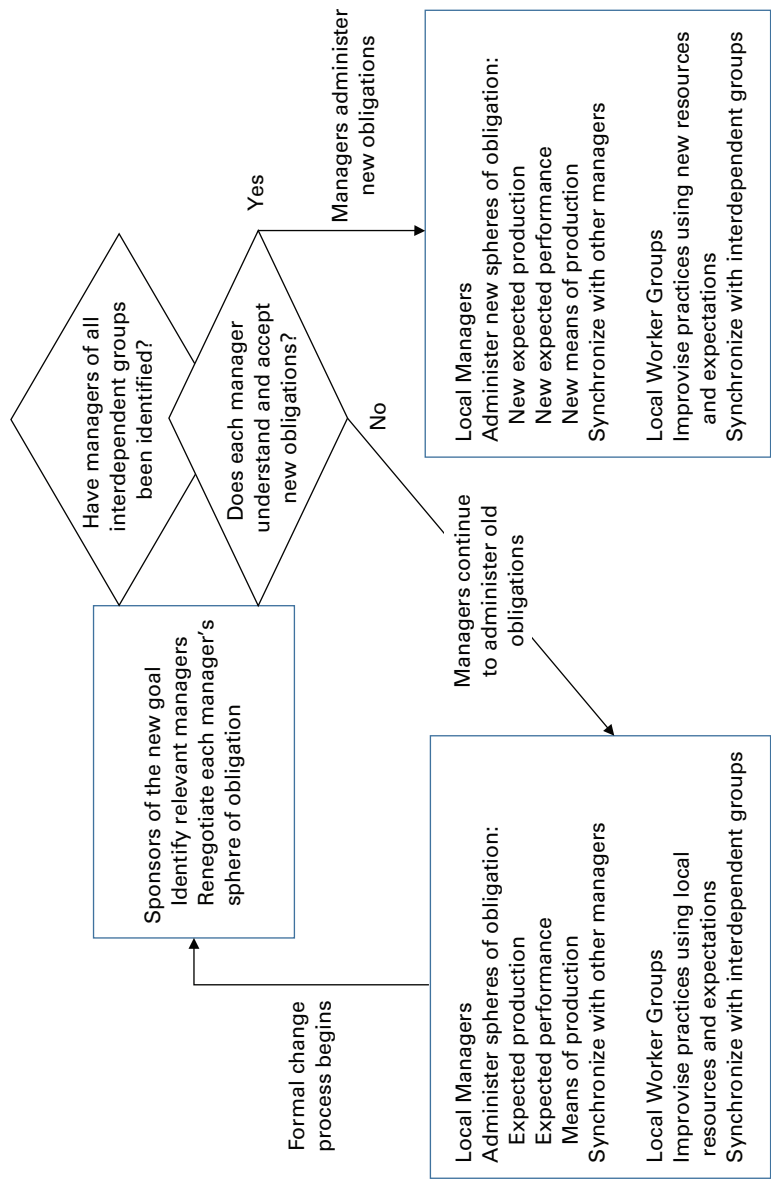 Formal change
process begins
Sponsors of the new goal
Identify relevant managers
Renegotiate each manager’s
sphere of obligation
Have managers of all
interdependent groups
been identified?
Does each manager
understand and accept
new obligations?
Yes
No
Managers administer
new obligations
Managers continue
to administer old
obligations
Local Managers
Administer spheres of obligation:
Expected production
Expected performance
Means of production
Synchronize with other managers
Local Worker Groups
Improvise practices using local
resources and expectations
Synchronize with interdependent groups
Local Managers
Administer new spheres of obligation:
New expected production
New expected performance
New means of production
Synchronize with other managers
Local Worker Groups
Improvise practices using new resources
and expectations
Synchronize with interdependent groups